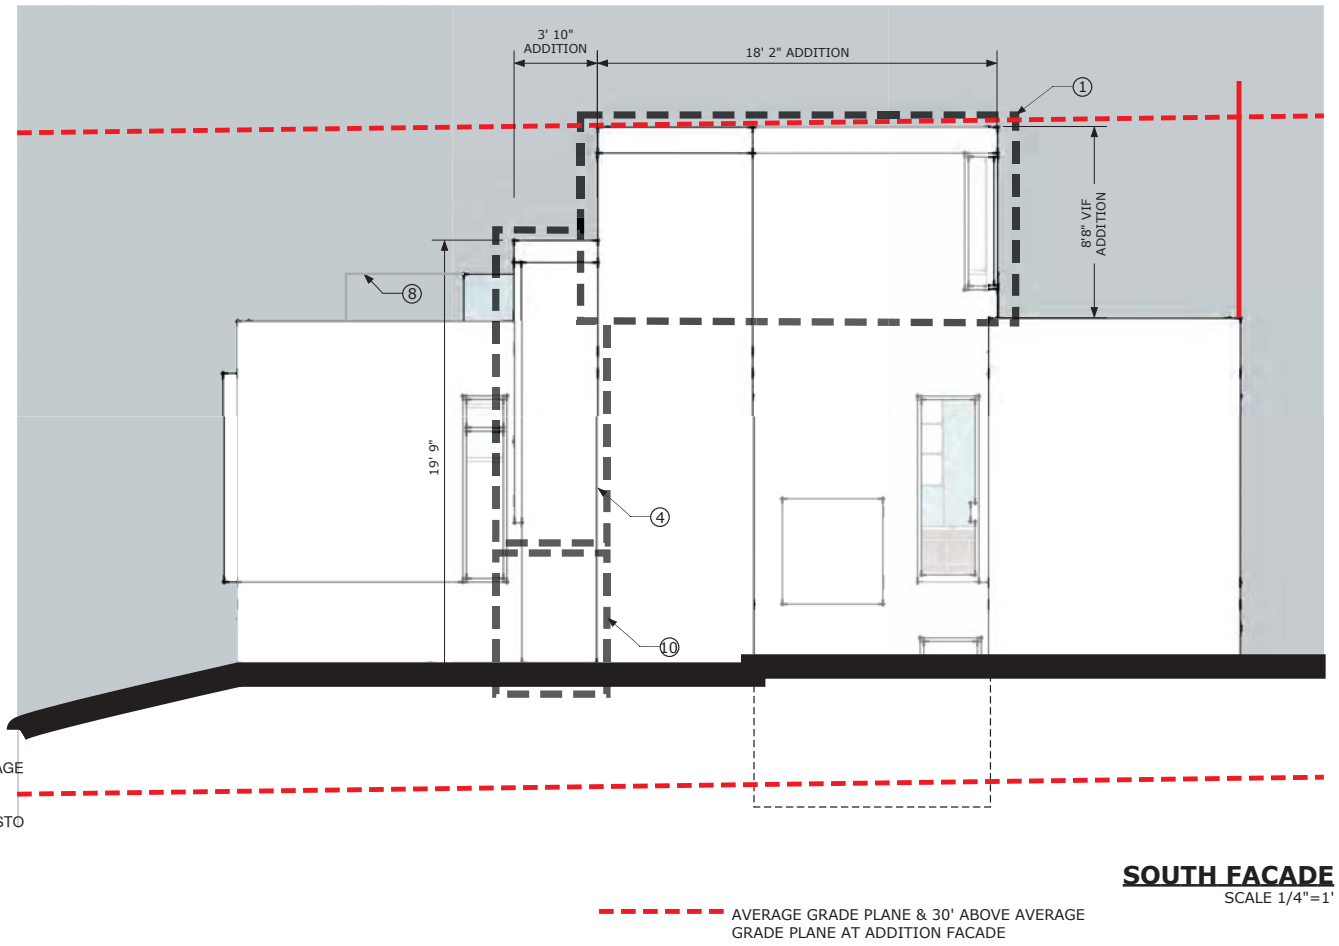 3' 10"
ADDITION
18' 2" ADDITION
1
8'8" VIF
ADDITION
8
19' 9"
4
10
AGE
STO
SOUTH FACADE
SCALE 1/4"=1'
AVERAGE GRADE PLANE & 30' ABOVE AVERAGE
GRADE PLANE AT ADDITION FACADE